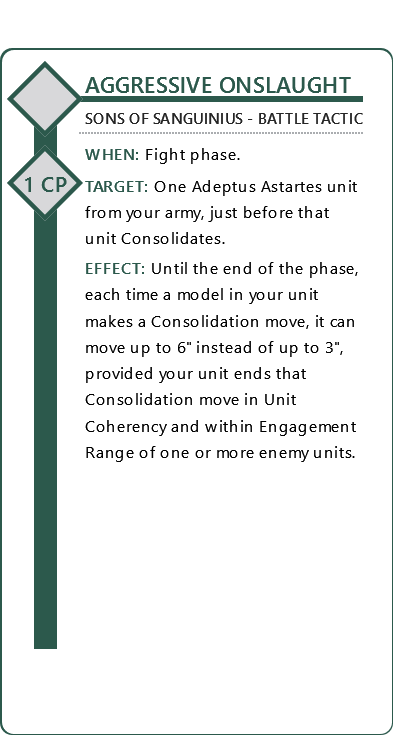 AGGRESSIVE ONSLAUGHT
SONS OF SANGUINIUS - BATTLE TACTIC
WHEN: Fight phase.
1 CP
TARGET: One Adeptus Astartes unit
from your army, just before that
unit Consolidates.
EFFECT: Until the end of the phase,
each time a model in your unit
makes a Consolidation move, it can
move up to 6" instead of up to 3",
provided your unit ends that
Consolidation move in Unit
Coherency and within Engagement
Range of one or more enemy units.